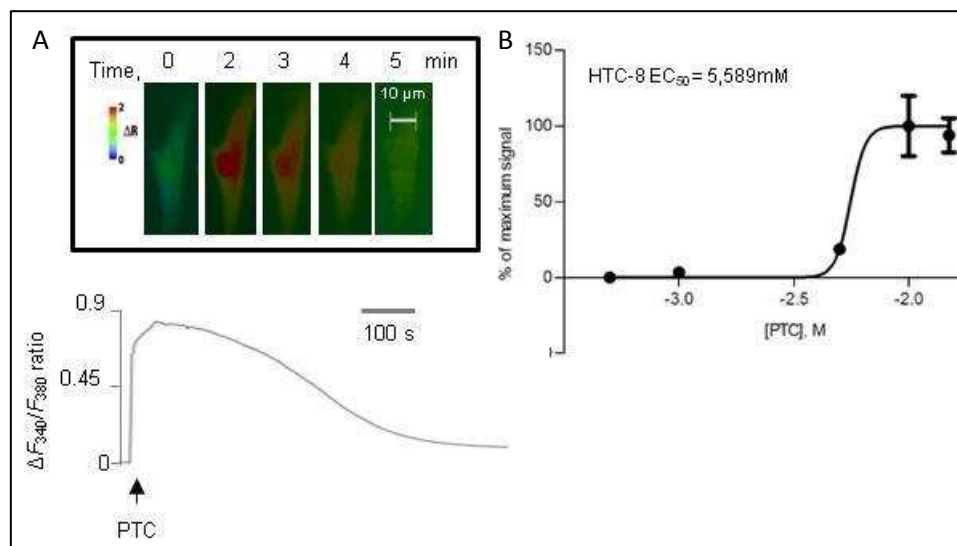 A
Time, 0 2 3 4 5 min
10 µm
2
ΔR
0
0.9
0.45
0
ΔF340/F380 ratio
100 s
PTC
B
HTC-8 EC50 = 5,589mM
150
100
50
0
% of maximum signal
-3.0 -2.5 -2.0
[PTC], M